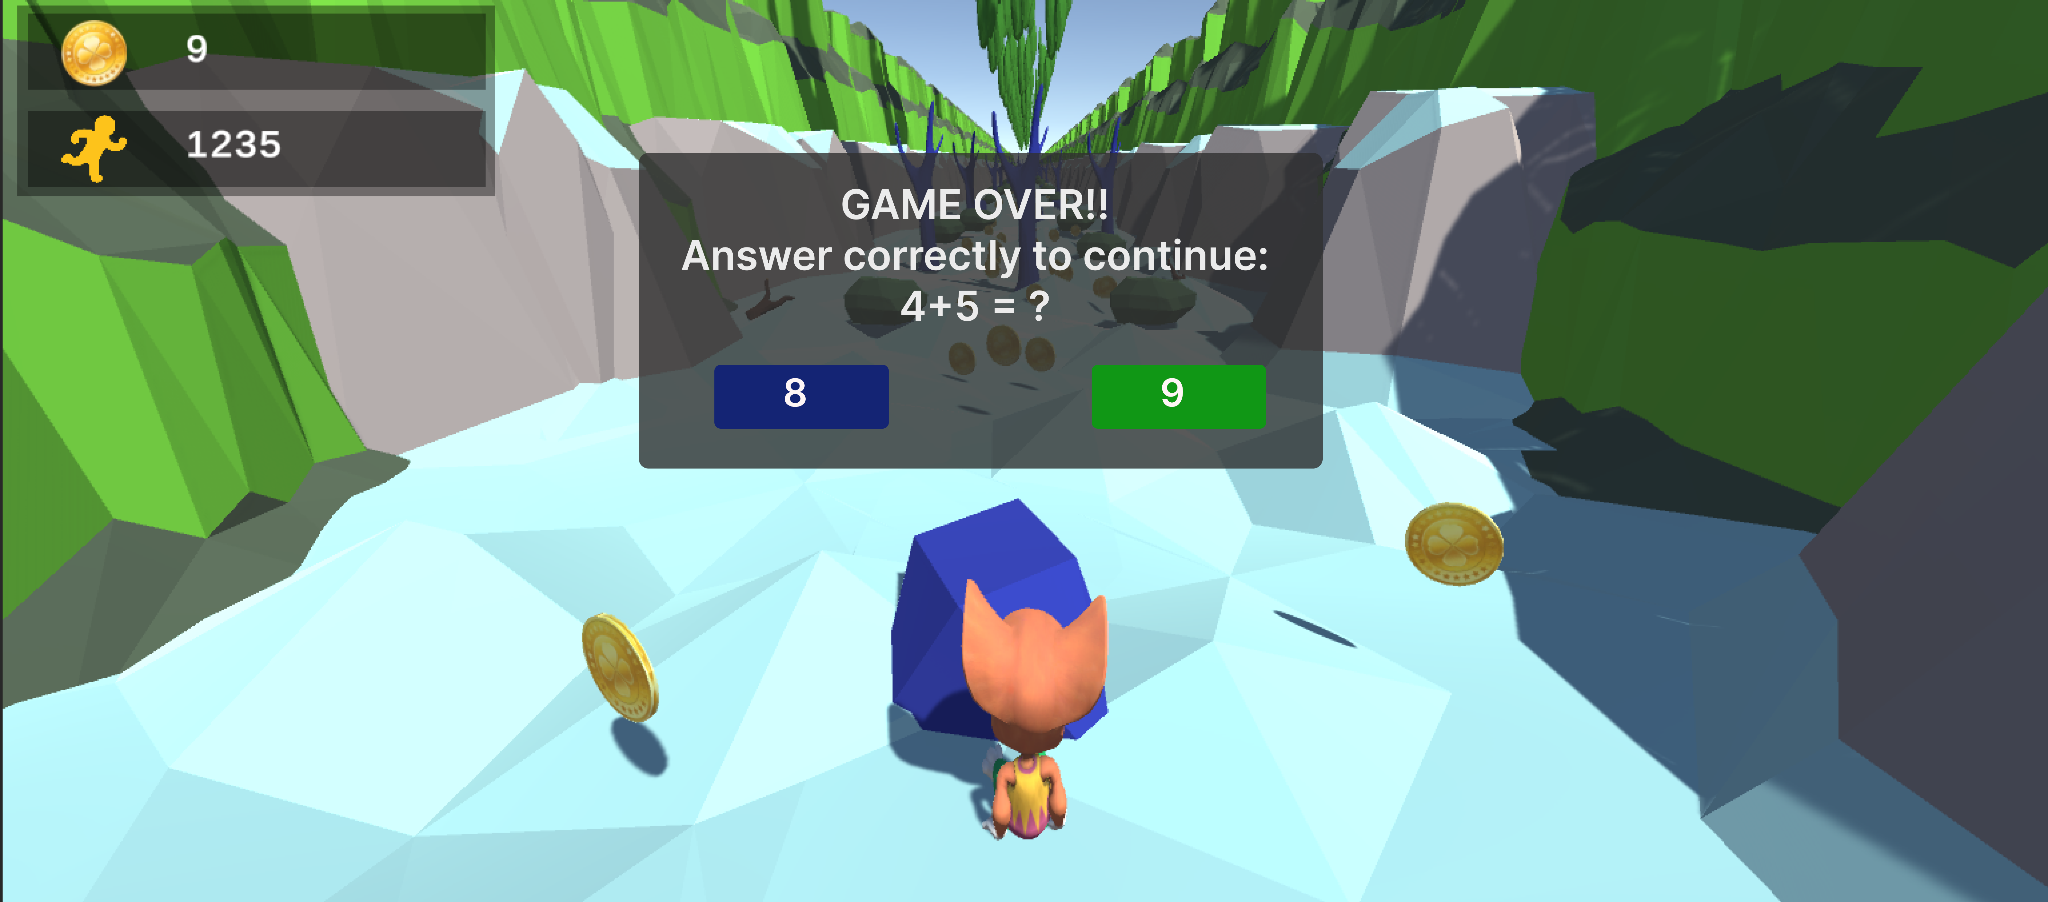 9
1235
GAME OVER!!
Answer correctly to continue:
4+5 = ?
8
9